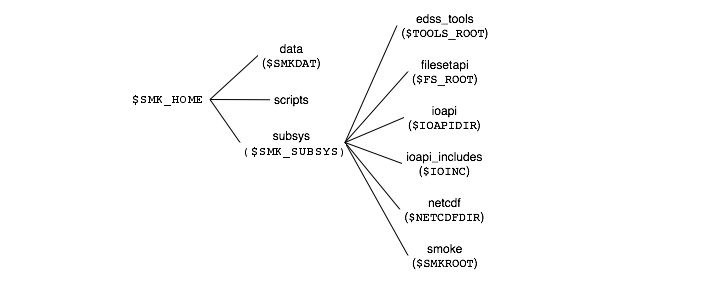 $SMK_HOME
data
($SMKDAT)
scripts
subsys
($SMK_SUBSYS)
edss_tools
($TOOLS_ROOT)
filesetapi
($FS_ROOT)
ioapi
($IOAPIDIR)
ioapi_includes
($IOINC)
netcdf
($NETCDFDIR)
smoke
($SMKROOT)